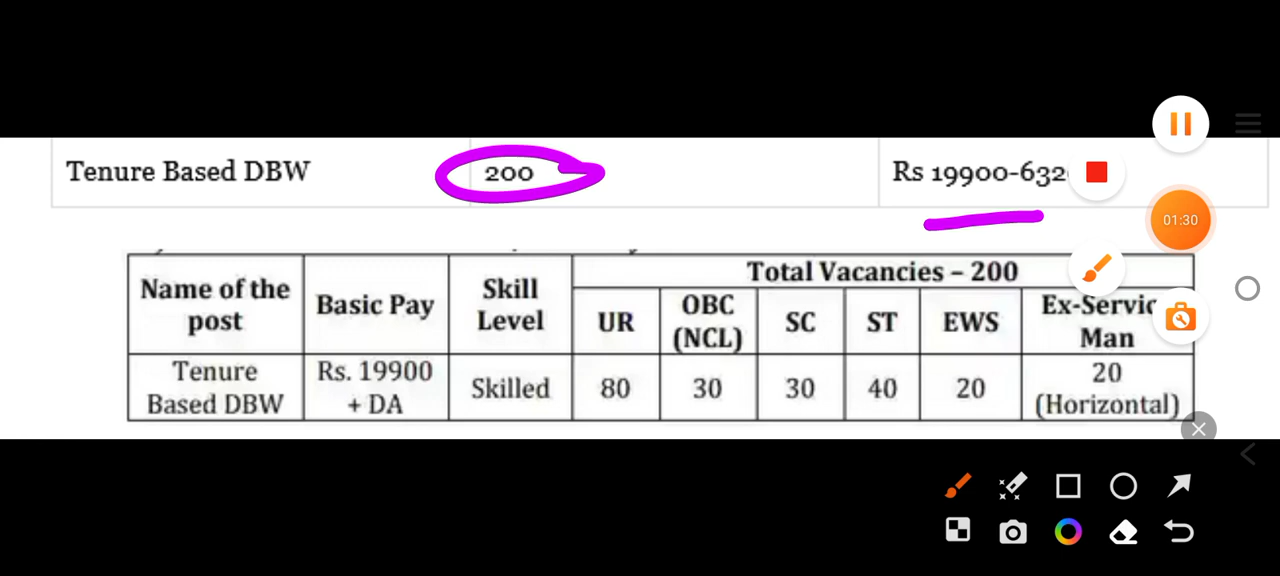 Tenure Based DBW 200 Rs 19900-632
01:30
Total Vacancies – 200
Name of the post Basic Pay Skill Level UR OBC (NCL) SC ST EWS Man
Tenure Based DBW Rs. 19900 + DA Skilled 80 30 30 40 20 20 (Horizontal)